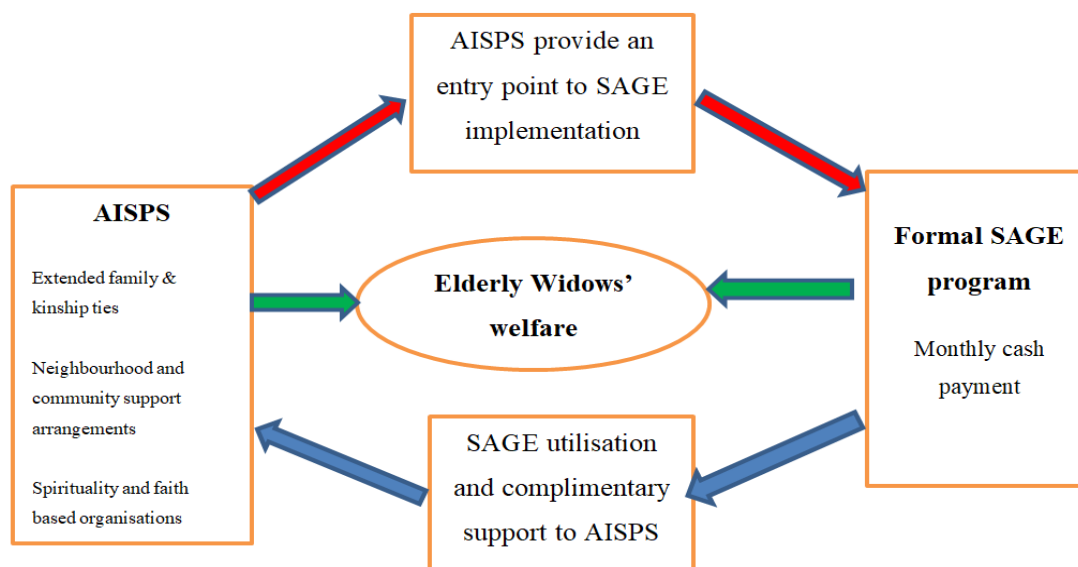 AISPS provide an
entry point to SAGE
implementation
AISPS
Extended family &
kinship ties
Neighbourhood and
community support
arrangements
Spirituality and faith
based organisations
Elderly Widows’
welfare
Formal SAGE
program
Monthly cash
payment
SAGE utilisation
and complimentary
support to AISPS